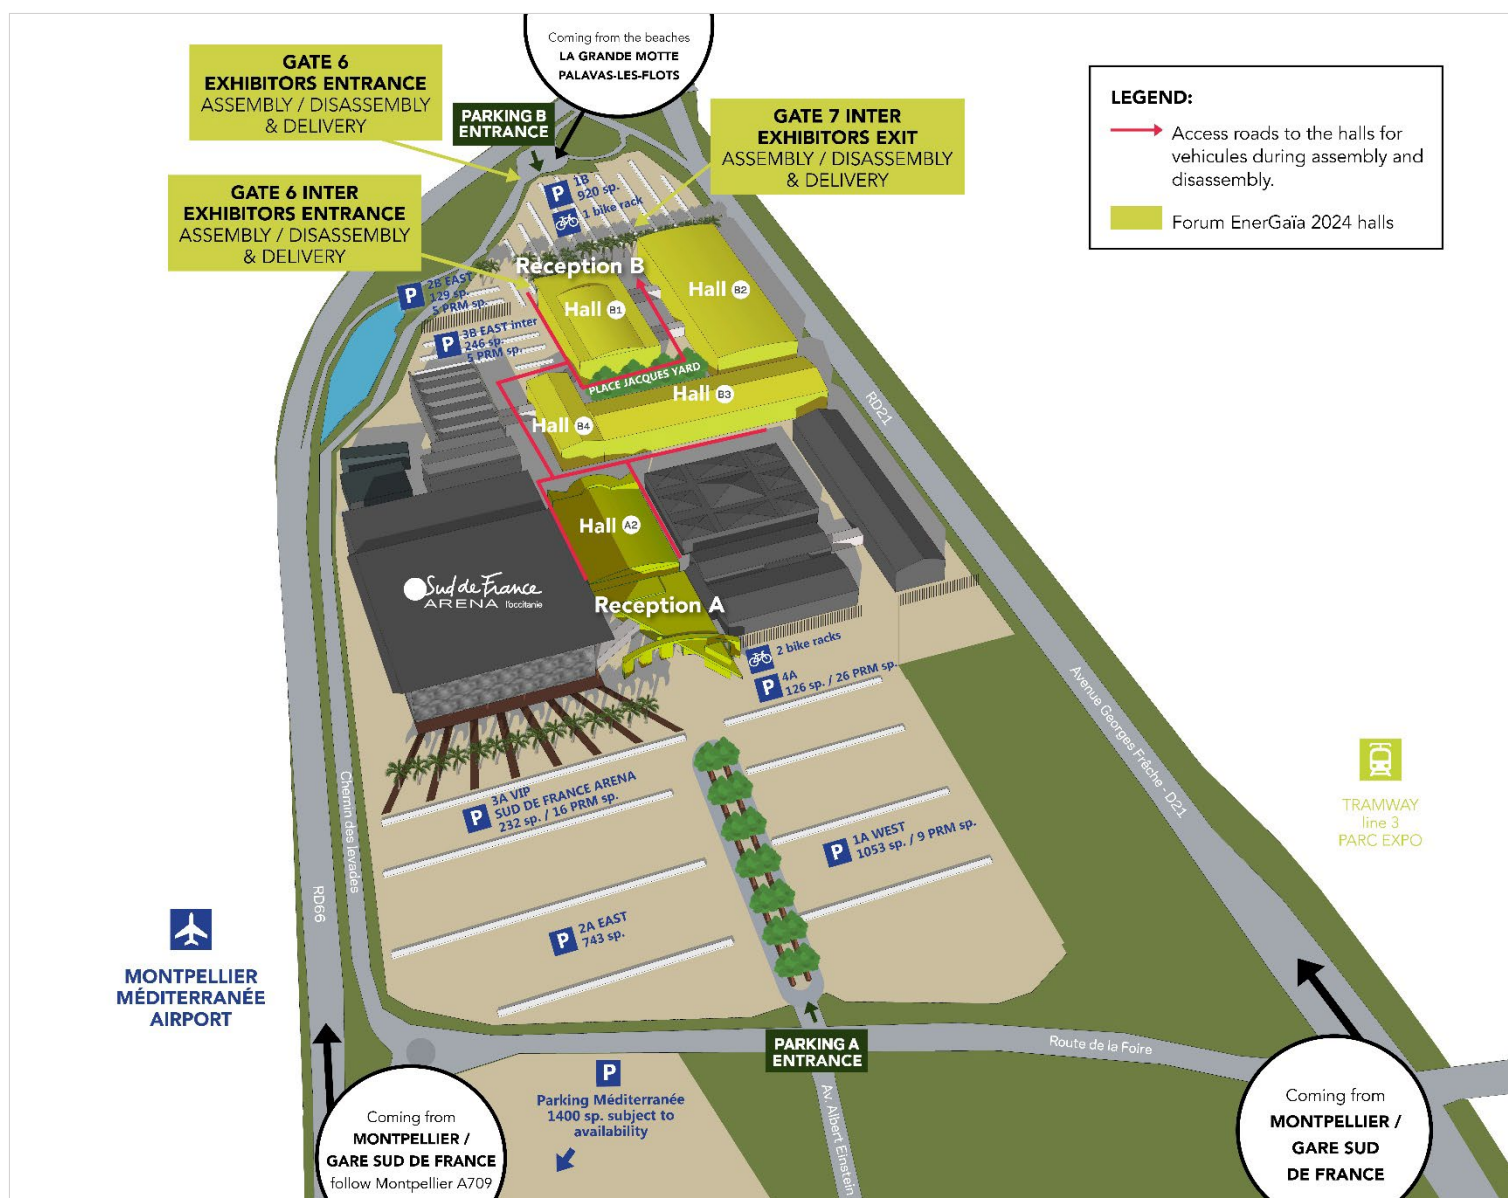 Coming from the beaches
LA GRANDE MOTTE
PALAVAS-LES-FLOTS
GATE 6
EXHIBITORS ENTRANCE
ASSEMBLY / DISASSEMBLY
& DELIVERY
PARKING B
ENTRANCE
GATE 7 INTER
EXHIBITORS EXIT
ASSEMBLY / DISASSEMBLY
& DELIVERY
LEGEND:
Access roads to the halls for
vehicules during assembly and
disassembly.
Forum EnerGaïa 2024 halls
GATE 6 INTER
EXHIBITORS ENTRANCE
ASSEMBLY / DISASSEMBLY
& DELIVERY
P 1B
920 sp.
1 bike rack
Réception B
P 2B EAST
129 sp.
5 PRM sp.
P 3B EAST inter
246 sp.
5 PRM sp.
Hall B1
Hall B2
PLACE JACQUES YARD
Hall B3
Hall B4
RD21
Hall A2
Sud de France
ARENA l'occitanie
Reception A
2 bike racks
P 4A
126 sp. / 26 PRM sp.
Avenue Georges Frêche - D21
P 3A VIP
SUD DE FRANCE ARENA
232 sp. / 16 PRM sp.
P 1A WEST
1053 sp. / 9 PRM sp.
TRAMWAY
line 3
PARC EXPO
Chemin des levades
RD66
P 2A EAST
743 sp.
MONTPELLIER
MÉDITERRANÉE
AIRPORT
PARKING A
ENTRANCE
Route de la Foire
Av. Albert Einstein
P
Parking Méditerranée
1400 sp. subject to
availability
Coming from
MONTPELLIER /
GARE SUD DE FRANCE
follow Montpellier A709
Coming from
MONTPELLIER /
GARE SUD
DE FRANCE